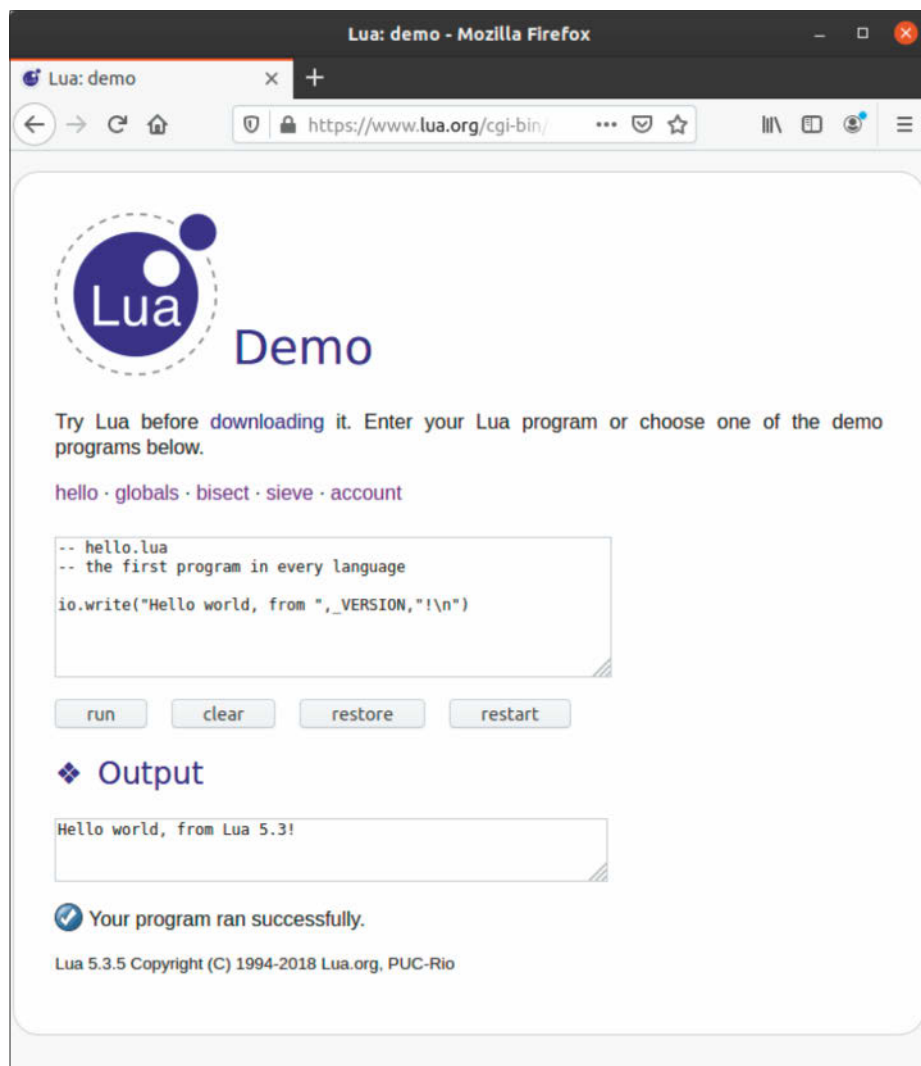 Lua: demo - Mozilla Firefox
Lua: demo
https://www.lua.org/cgi-bin/
Lua
Demo
Try Lua before downloading it. Enter your Lua program or choose one of the demo
programs below.
hello · globals · bisect · sieve · account
-- hello.lua
-- the first program in every language
io.write("Hello world, from ",_VERSION,"!\n")
run clear restore restart
❖ Output
Hello world, from Lua 5.3!
Your program ran successfully.
Lua 5.3.5 Copyright (C) 1994-2018 Lua.org, PUC-Rio